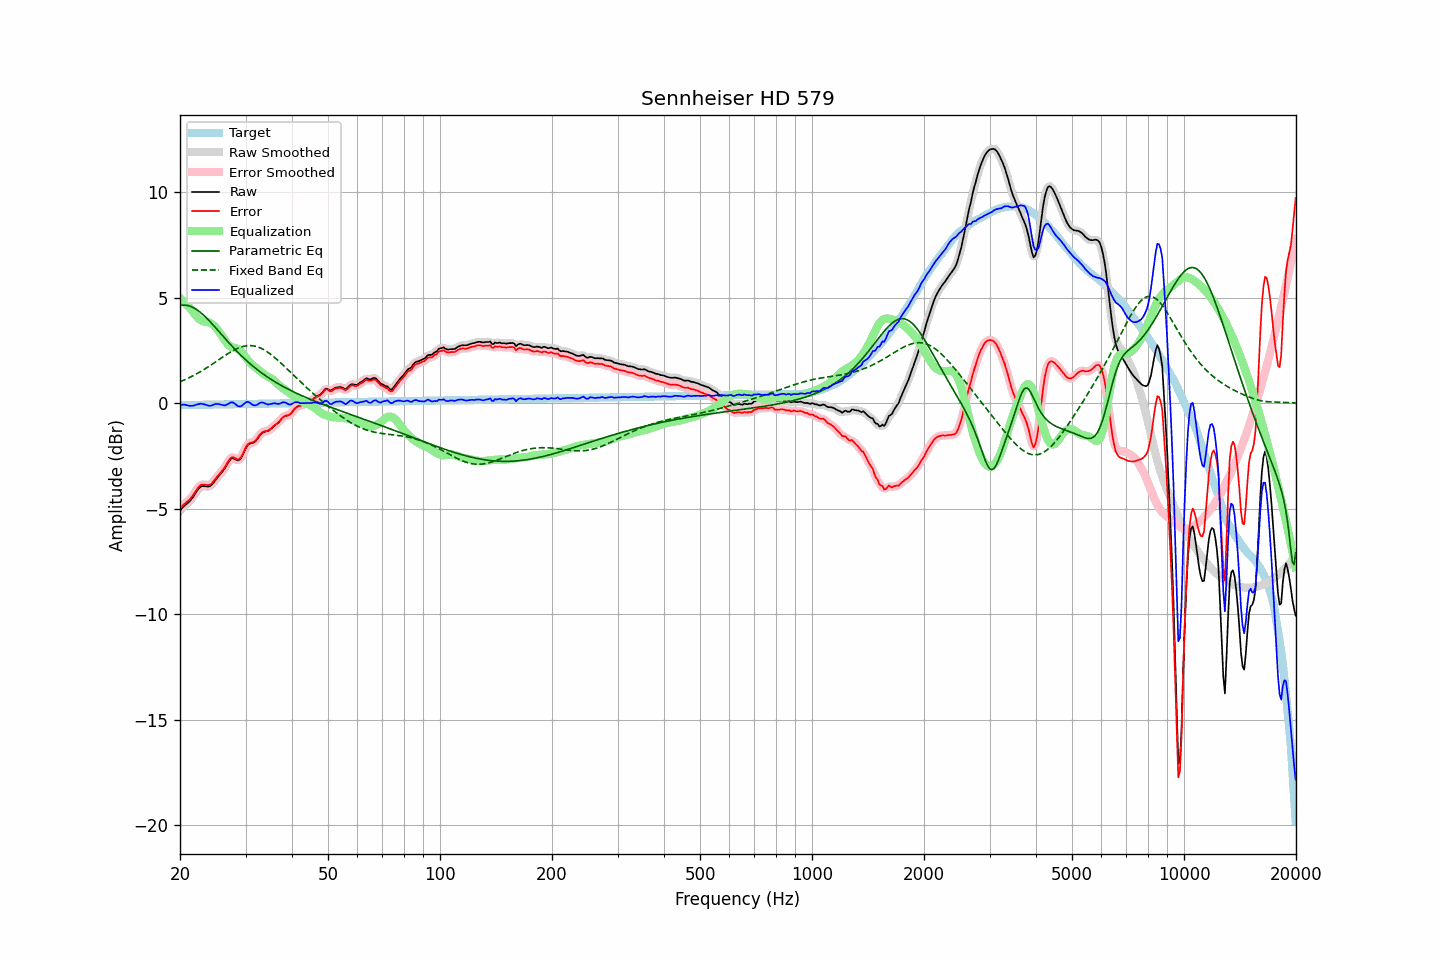 Sennheiser HD 579
Target
Raw Smoothed
Error Smoothed
Raw
Error
Equalization
Parametric Eq
Fixed Band Eq
Equalized
10
5
0
−5
−10
−15
−20
Amplitude (dBr)
20 50 100 200 500 1000 2000 5000 10000 20000
Frequency (Hz)